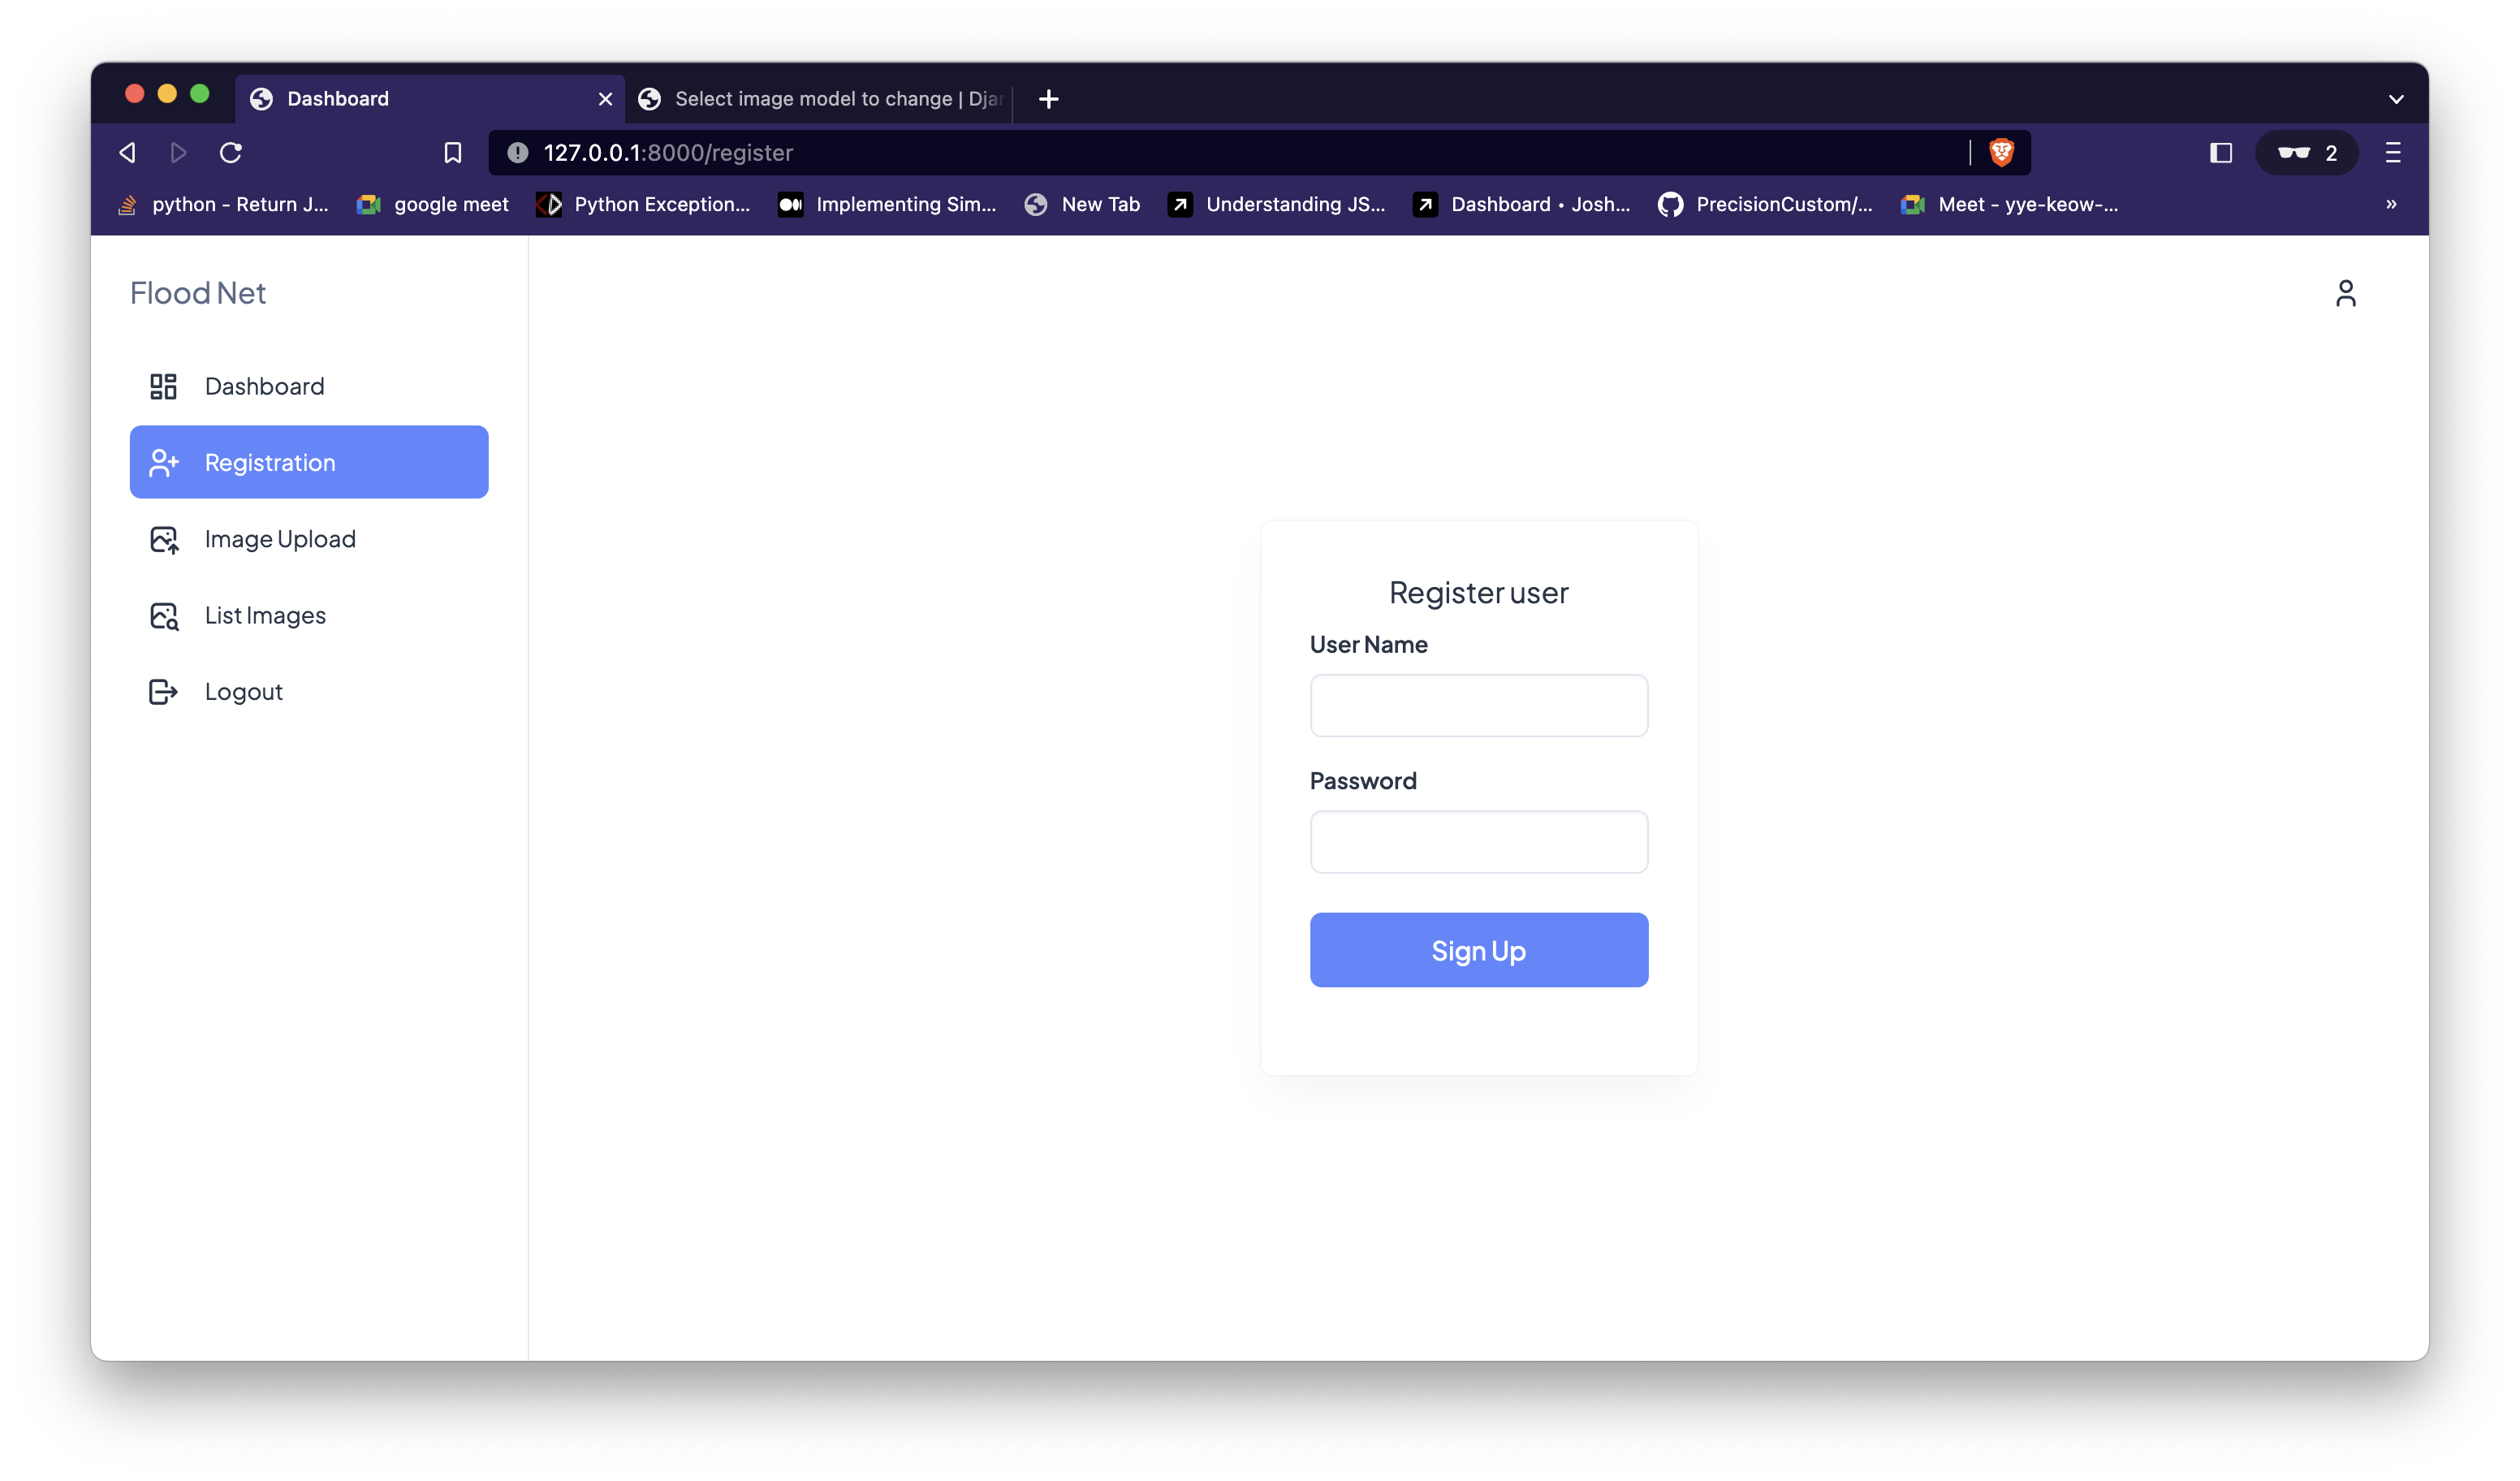 Dashboard
Select image model to change | Djan
127.0.0.1:8000/register
2
python - Return J...
google meet
Python Exception...
Implementing Sim...
New Tab
Understanding JS...
Dashboard • Josh...
PrecisionCustom/...
Meet - yye-keow-...
»
Flood Net
Dashboard
Registration
Image Upload
List Images
Logout
Register user
User Name
Password
Sign Up